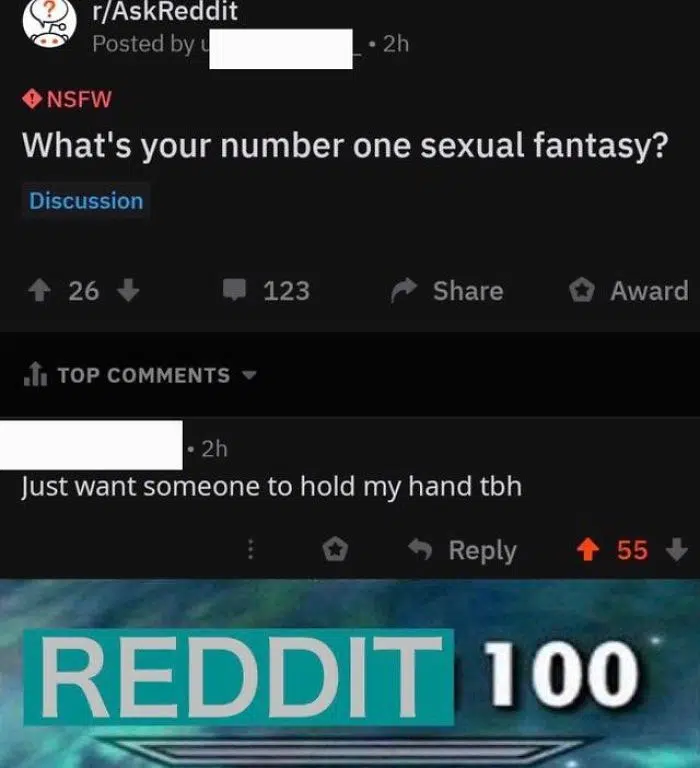 r/AskReddit
Posted by u
• 2h
NSFW
What's your number one sexual fantasy?
Discussion
26
123
Share
Award
TOP COMMENTS
• 2h
Just want someone to hold my hand tbh
Reply
55
REDDIT 100